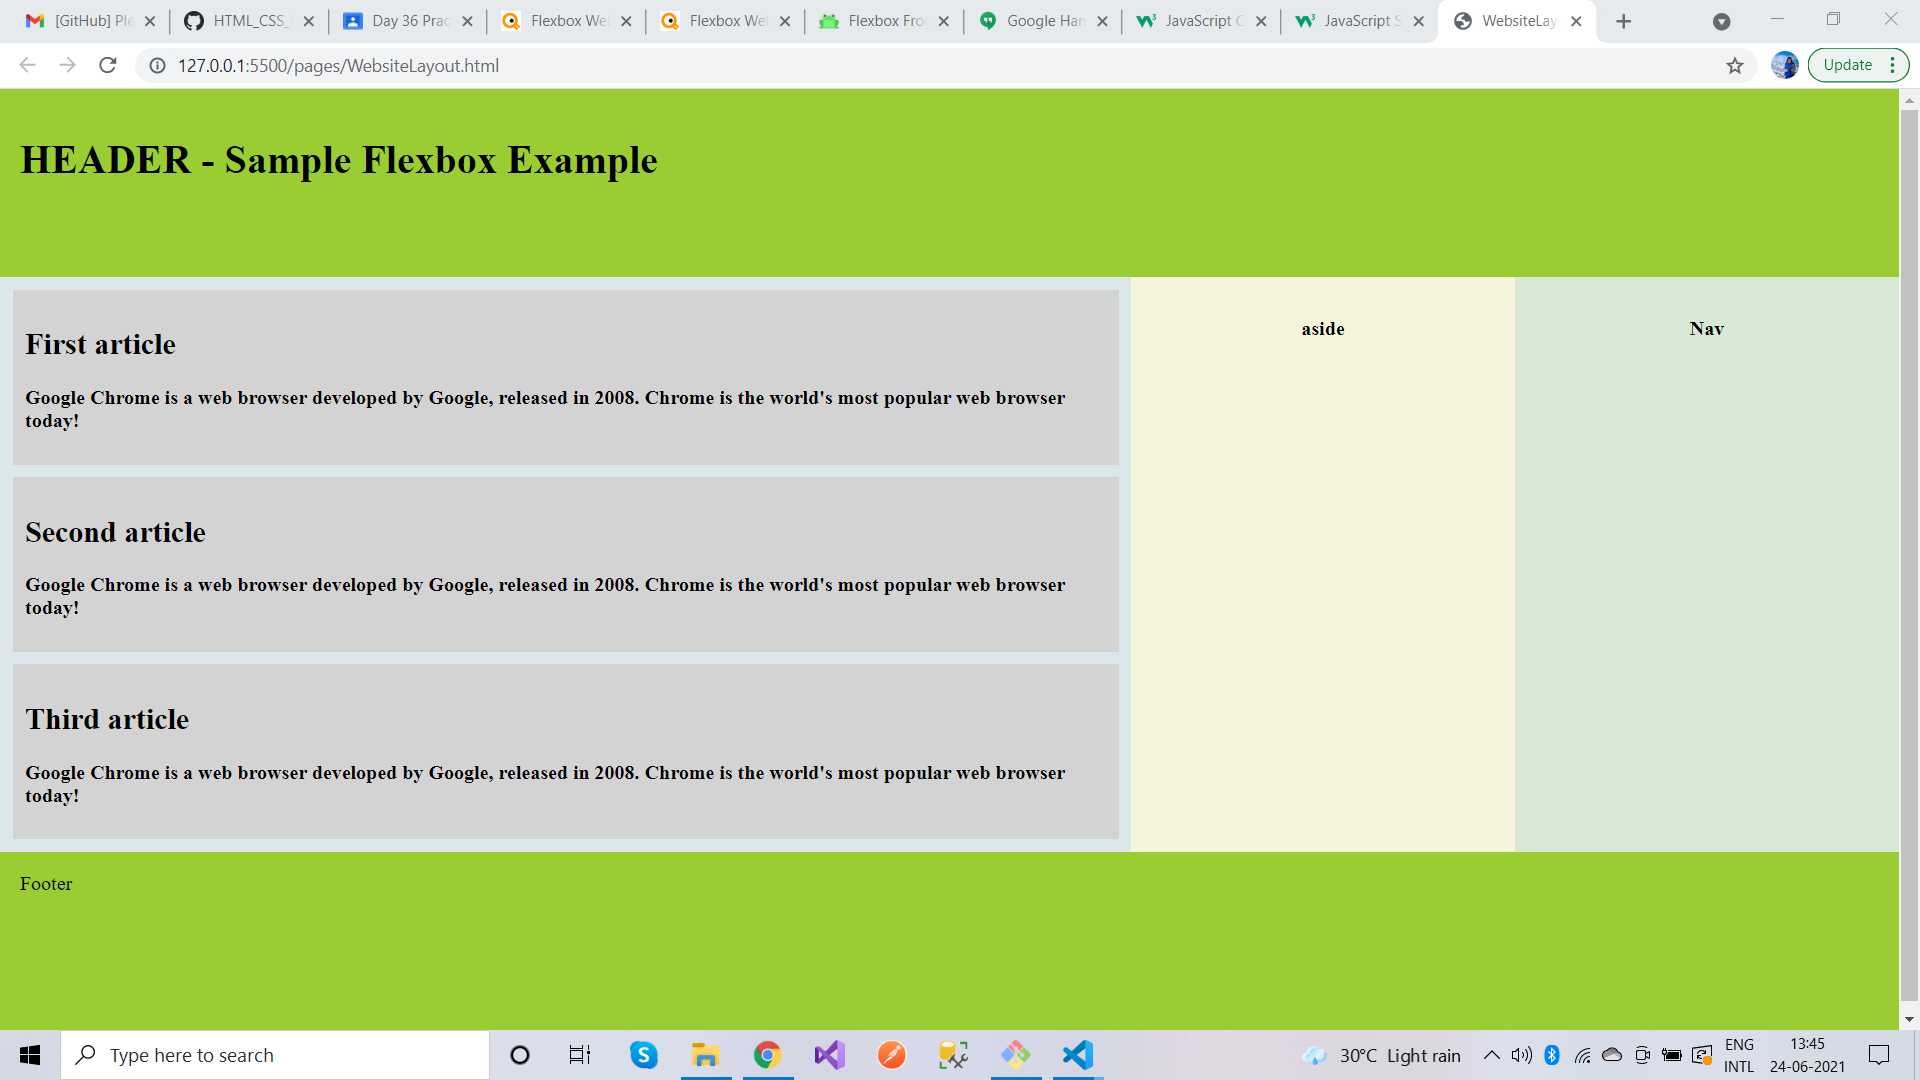 [GitHub] Ple
HTML_CSS_
Day 36 Prac
Flexbox Wel
Flexbox Wel
Flexbox Fro
Google Han
JavaScript C
JavaScript S
WebsiteLay
127.0.0.1:5500/pages/WebsiteLayout.html
Update
HEADER - Sample Flexbox Example
First article
Google Chrome is a web browser developed by Google, released in 2008. Chrome is the world's most popular web browser
today!
Second article
Google Chrome is a web browser developed by Google, released in 2008. Chrome is the world's most popular web browser
today!
Third article
Google Chrome is a web browser developed by Google, released in 2008. Chrome is the world's most popular web browser
today!
aside
Nav
Footer
Type here to search
30°C Light rain
ENG
INTL
13:45
24-06-2021